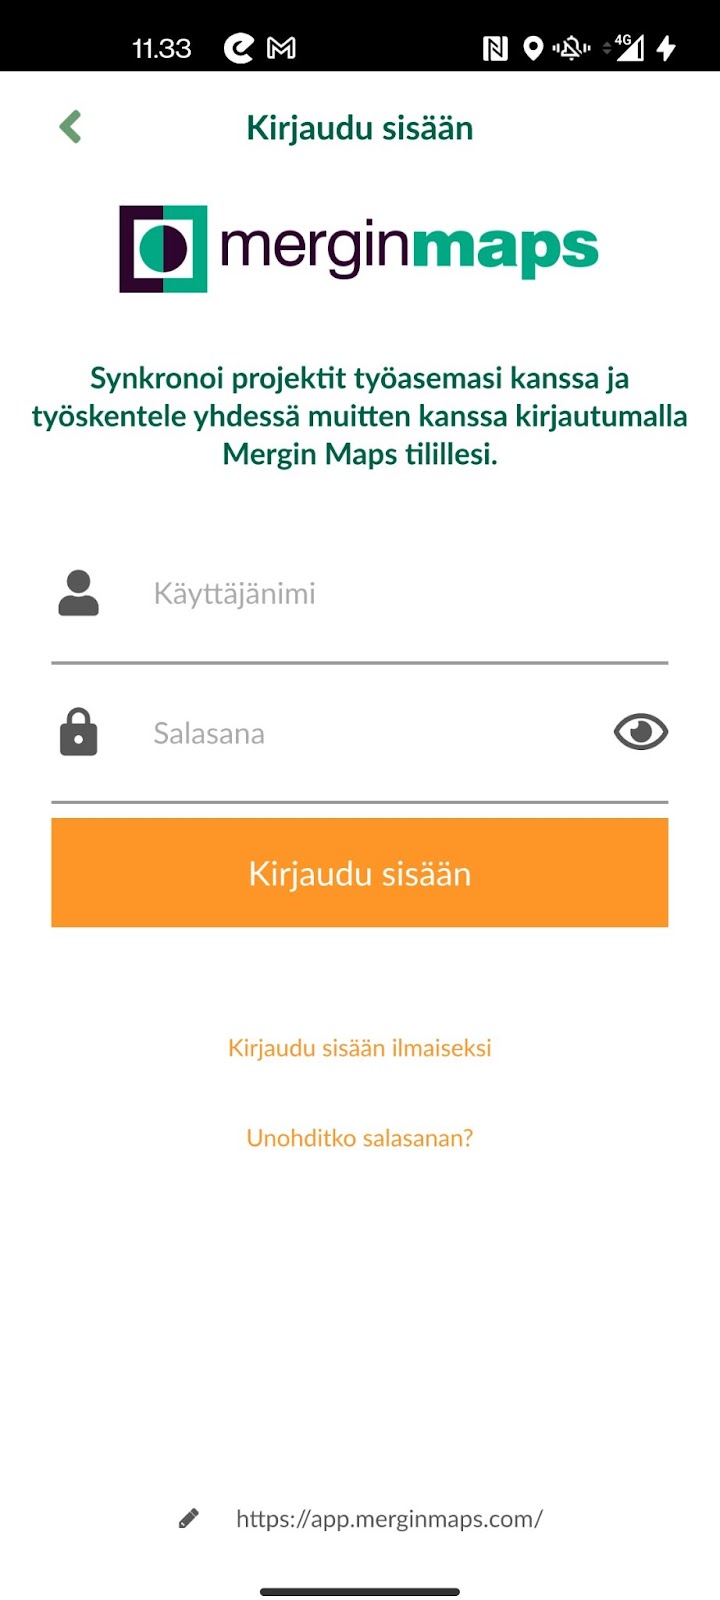 11.33
4G
Kirjaudu sisään
merginmaps
Synkronoi projektit työasemasi kanssa ja
työskentele yhdessä muitten kanssa kirjautumalla
Mergin Maps tilillesi.
Käyttäjänimi
Salasana
Kirjaudu sisään
Kirjaudu sisään ilmaiseksi
Unohditko salasanan?
https://app.merginmaps.com/